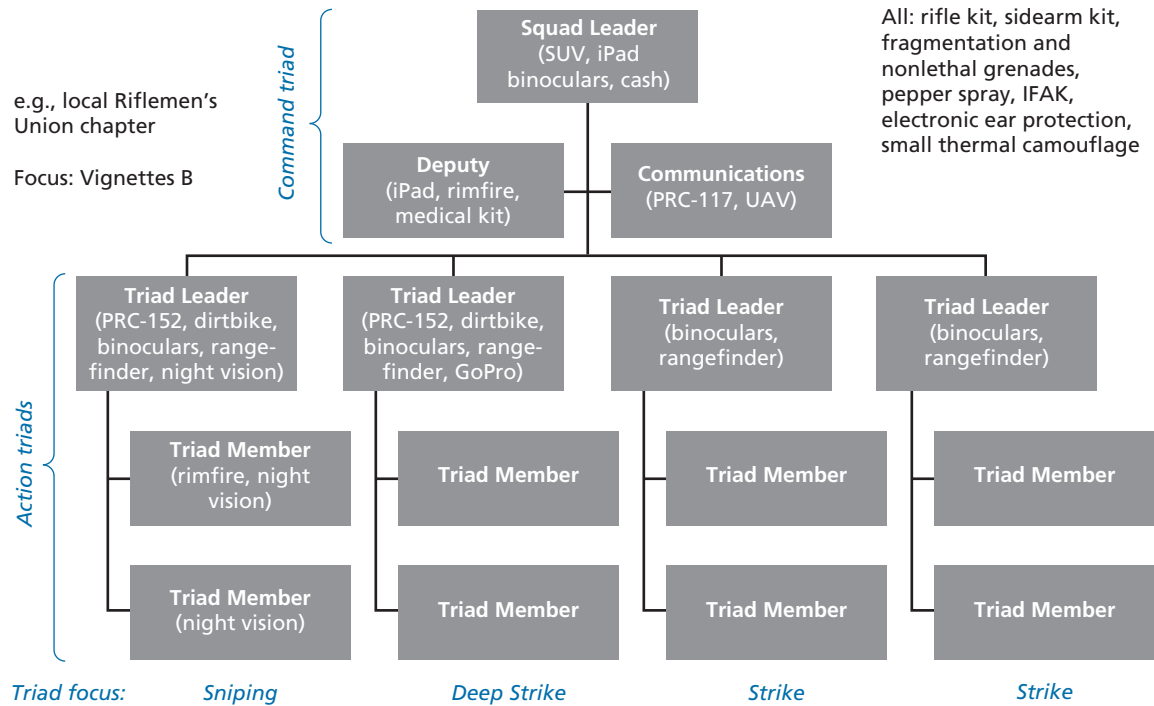 Squad Leader
(SUV, iPad
binoculars, cash)
All: rifle kit, sidearm kit,
fragmentation and
nonlethal grenades,
pepper spray, IFAK,
electronic ear protection,
small thermal camouflage
e.g., local Riflemen's
Union chapter
Focus: Vignettes B
Command triad
Deputy
(iPad, rimfire,
medical kit)
Communications
(PRC-117, UAV)
Action triads
Triad Leader
(PRC-152, dirtbike,
binoculars, range-
finder, night vision)
Triad Leader
(PRC-152, dirtbike,
binoculars, range-
finder, GoPro)
Triad Leader
(binoculars,
rangefinder)
Triad Leader
(binoculars,
rangefinder)
Triad Member
(rimfire, night
vision)
Triad Member
Triad Member
Triad Member
Triad Member
(night vision)
Triad Member
Triad Member
Triad Member
Triad focus:
Sniping
Deep Strike
Strike
Strike